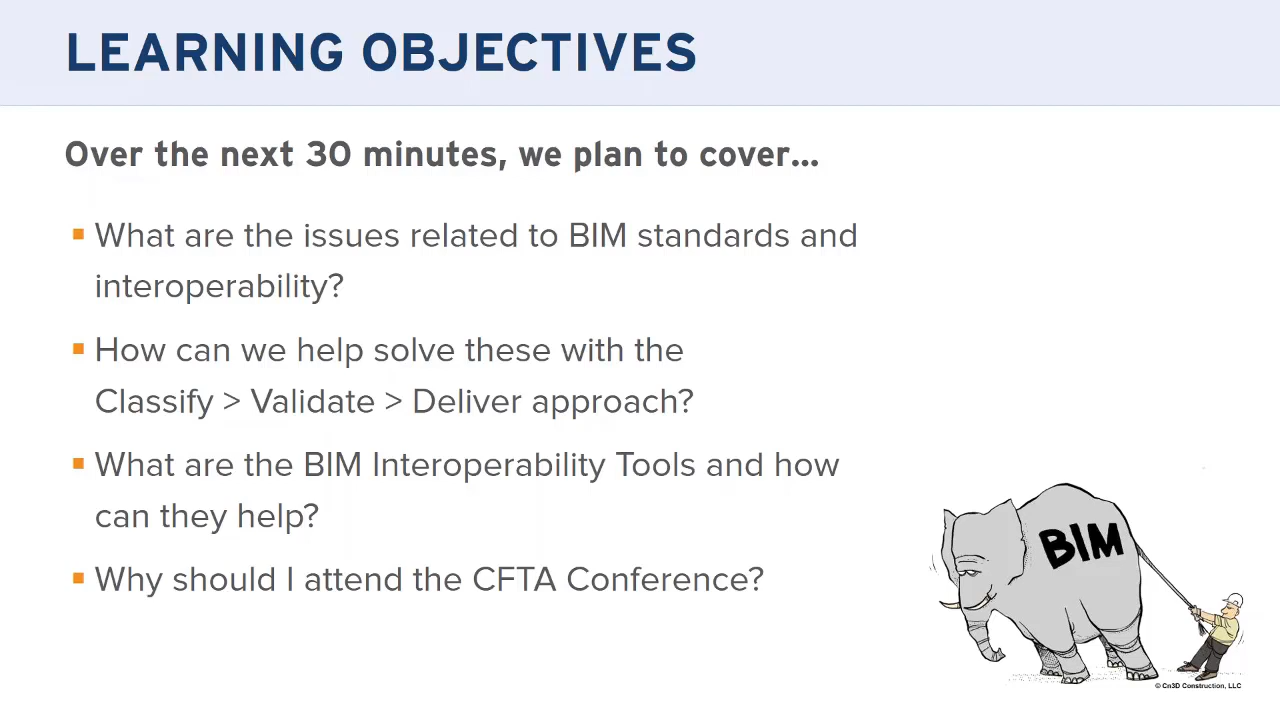 LEARNING OBJECTIVES
Over the next 30 minutes, we plan to cover...
What are the issues related to BIM standards and
interoperability?
How can we help solve these with the
Classify > Validate > Deliver approach?
What are the BIM Interoperability Tools and how
can they help?
Why should I attend the CFTA Conference?
BIM
© Cn3D Construction, LLC